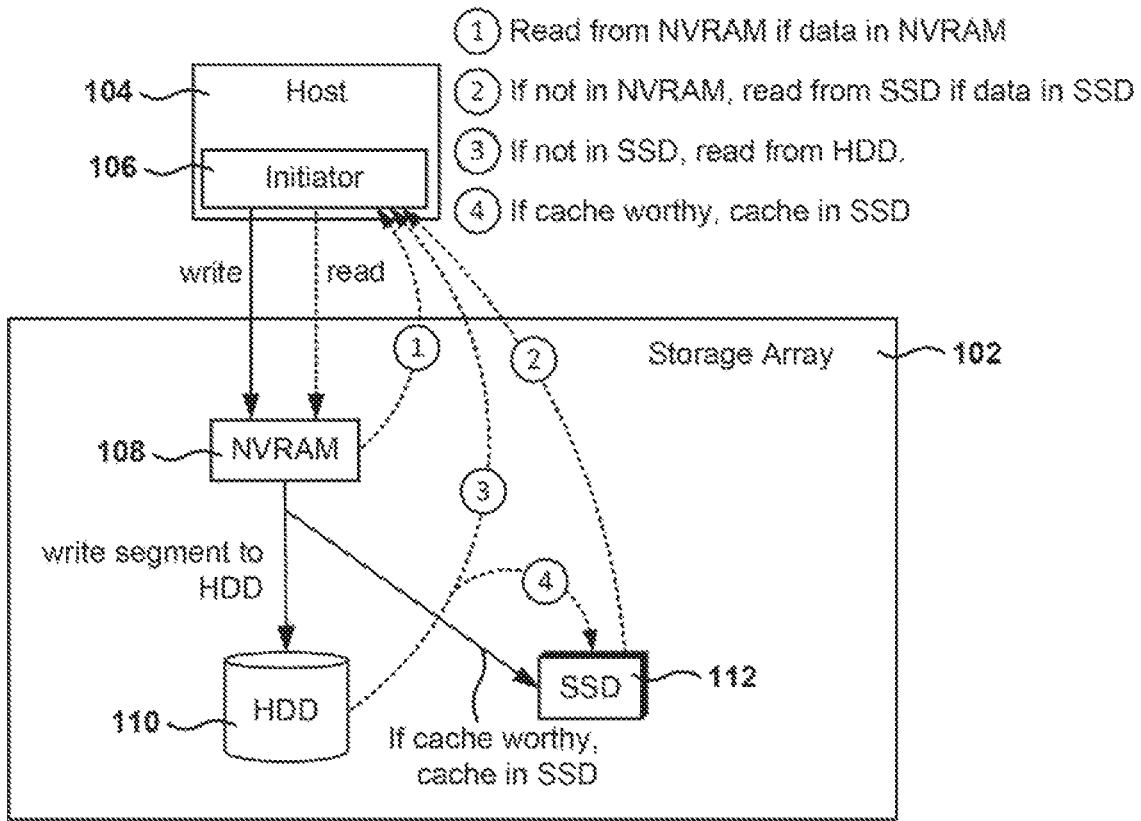 1 Read from NVRAM if data in NVRAM
104
Host
2 If not in NVRAM, read from SSD if data in SSD
3 If not in SSD, read from HDD.
106
Initiator
4 If cache worthy, cache in SSD
write
read
1
2
Storage Array
102
108
NVRAM
3
write segment to
HDD
4
SSD
112
110
HDD
If cache worthy,
cache in SSD